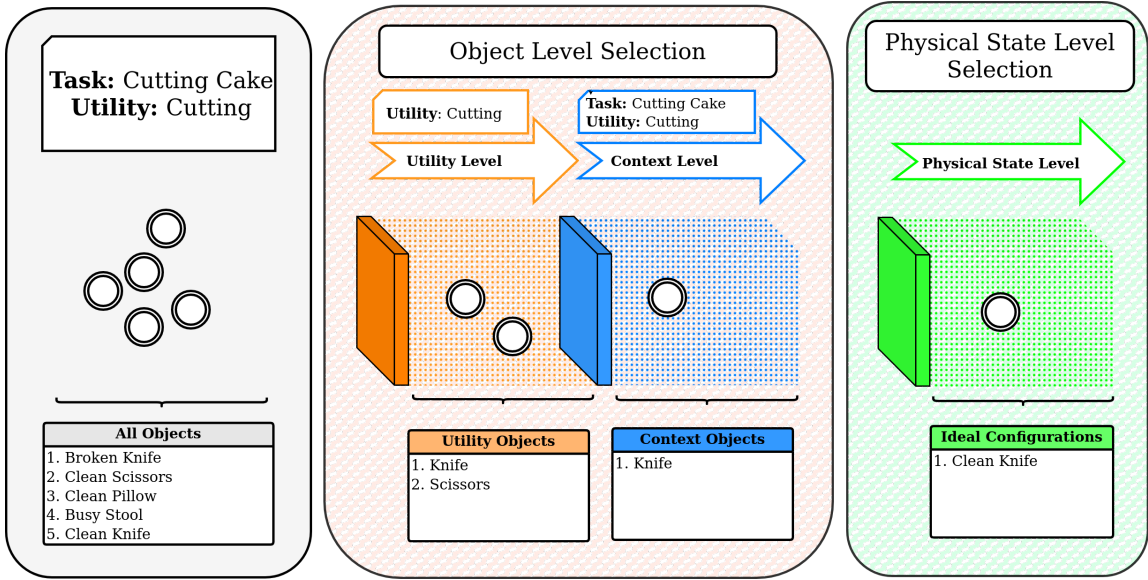 Task: Cutting Cake
Utility: Cutting
All Objects
1. Broken Knife
2. Clean Scissors
3. Clean Pillow
4. Busy Stool
5. Clean Knife
Object Level Selection
Utility: Cutting
Utility Level
Task: Cutting Cake
Utility: Cutting
Context Level
Utility Objects
1. Knife
2. Scissors
Context Objects
1. Knife
Physical State Level
Selection
Physical State Level
Ideal Configurations
1. Clean Knife